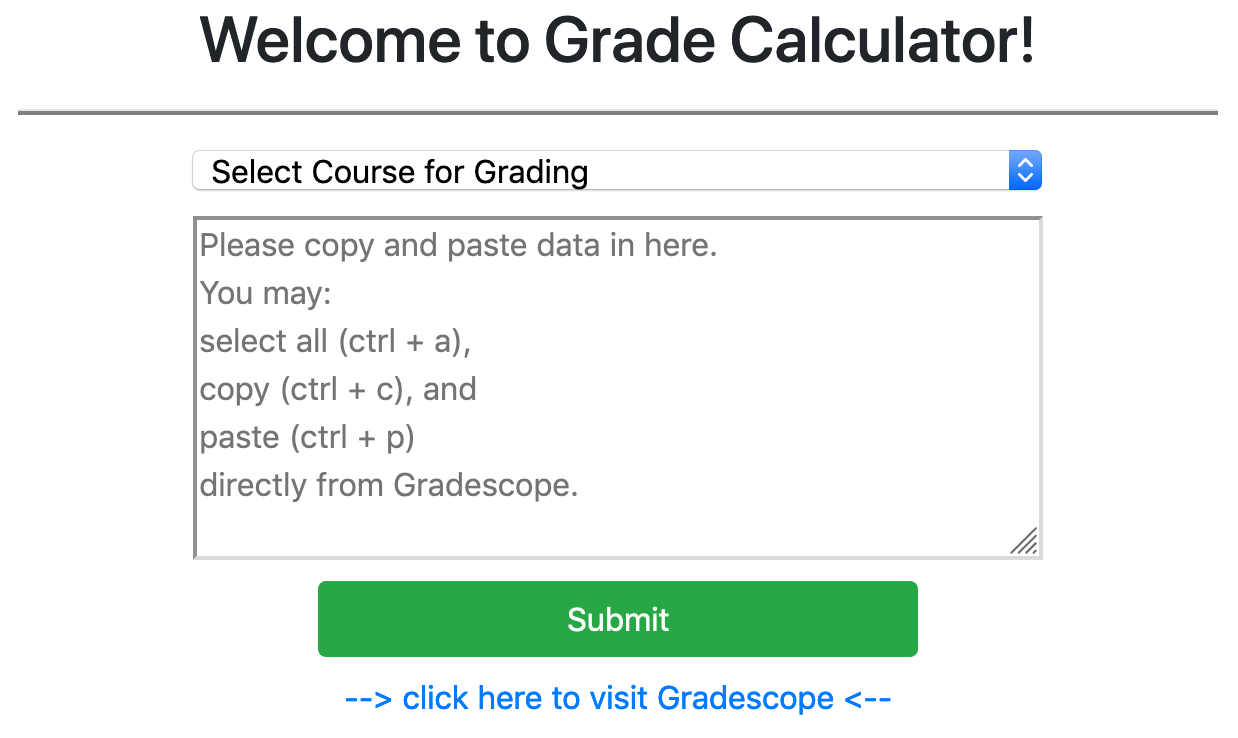 Welcome to Grade Calculator!
Select Course for Grading
Please copy and paste data in here.
You may:
select all (ctrl + a),
copy (ctrl + c), and
paste (ctrl + p)
directly from Gradescope.
Submit
--> click here to visit Gradescope <--